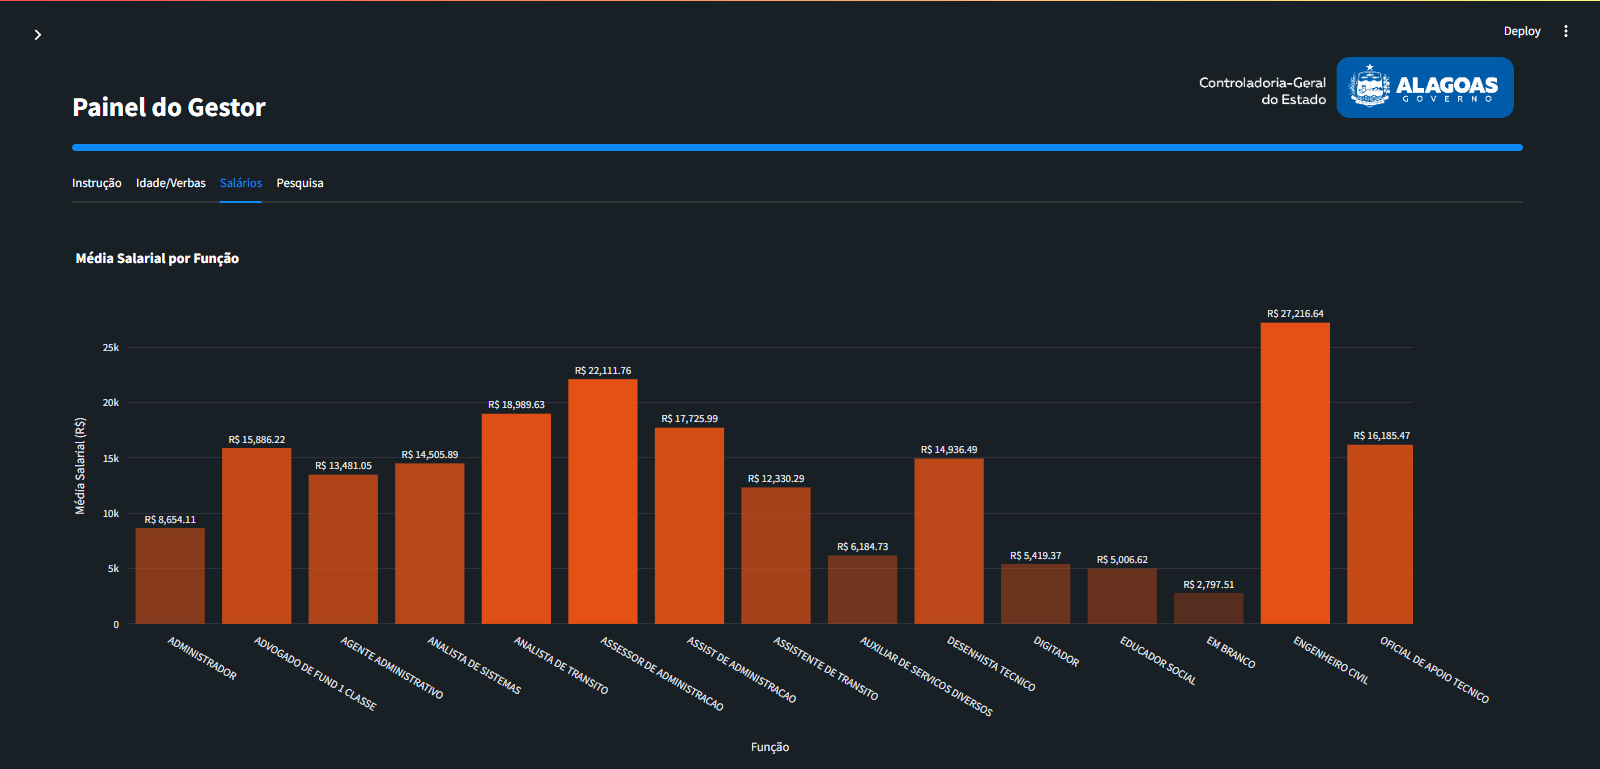 Deploy
Controladoria-Geral
do Estado
ALAGOAS
GOVERNO
Painel do Gestor
Instrução
Idade/Verbas
Salários
Pesquisa
Média Salarial por Função
Média Salarial (R$)
25k
20k
15k
10k
5k
0
R$ 8,654.11
R$ 15,886.22
R$ 13,481.05
R$ 14,505.89
R$ 18,989.63
R$ 22,111.76
R$ 17,725.99
R$ 12,330.29
R$ 6,184.73
R$ 14,936.49
R$ 5,419.37
R$ 5,006.62
R$ 2,797.51
R$ 27,216.64
R$ 16,185.47
ADMINISTRADOR
ADVOGADO DE FUND 1 CLASSE
AGENTE ADMINISTRATIVO
ANALISTA DE SISTEMAS
ANALISTA DE TRANSITO
ASSESSOR DE ADMINISTRACAO
ASSIST DE ADMINISTRACAO
ASSISTENTE DE TRANSITO
AUXILIAR DE SERVICOS DIVERSOS
DESENHISTA TECNICO
DIGITADOR
EDUCADOR SOCIAL
EM BRANCO
ENGENHEIRO CIVIL
OFICIAL DE APOIO TECNICO
Função